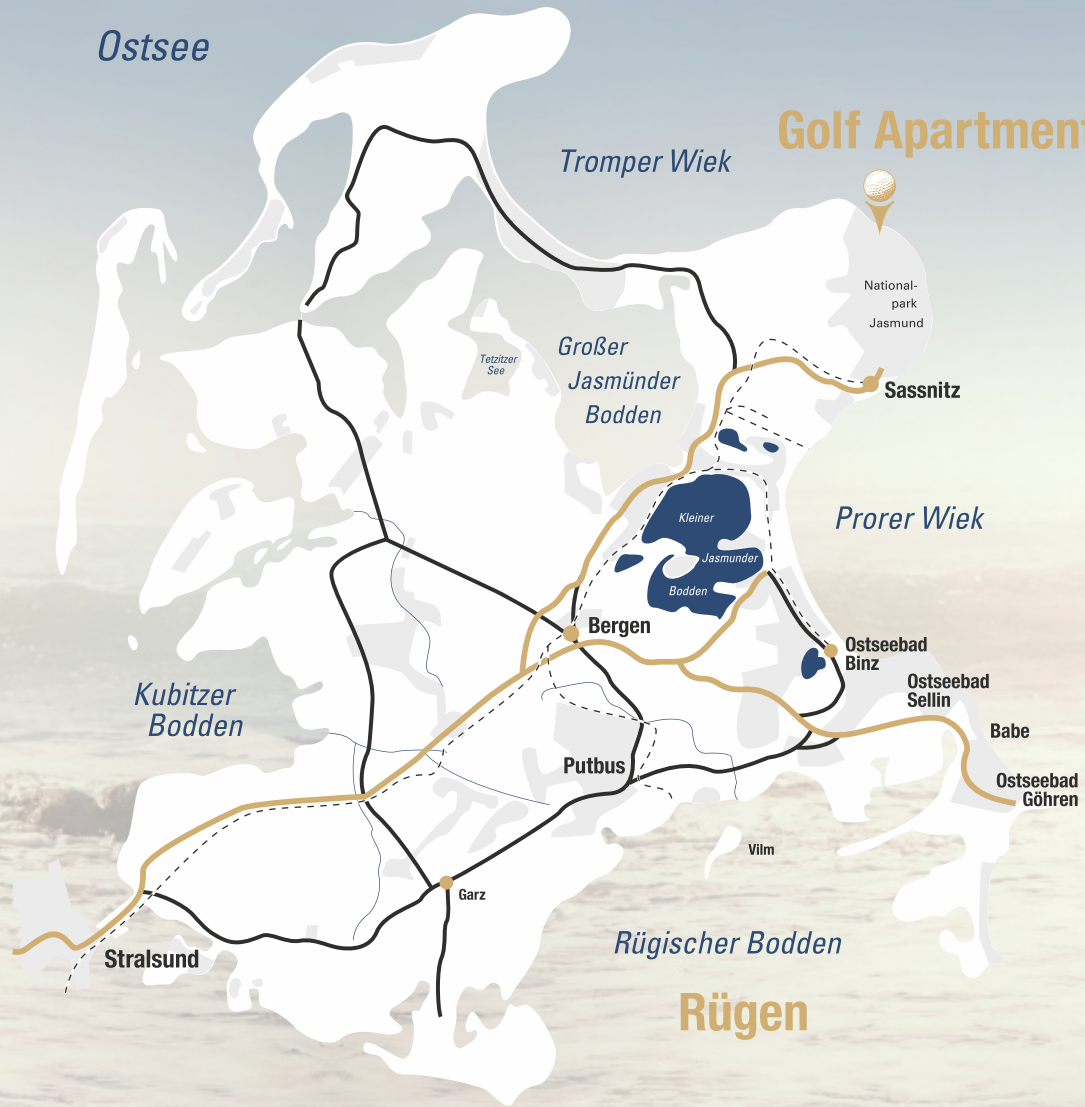 Ostsee
Golf Apartment
Tromper Wiek
National-
park
Jasmund
Großer
Jasmünder
Bodden
Tetzitzer
See
Sassnitz
Kleiner
Jasmunder
Bodden
Prorer Wiek
Bergen
Ostseebad
Binz
Ostseebad
Sellin
Kubitzer
Bodden
Babe
Putbus
Ostseebad
Göhren
Vilm
Garz
Rügischer Bodden
Stralsund
Rügen